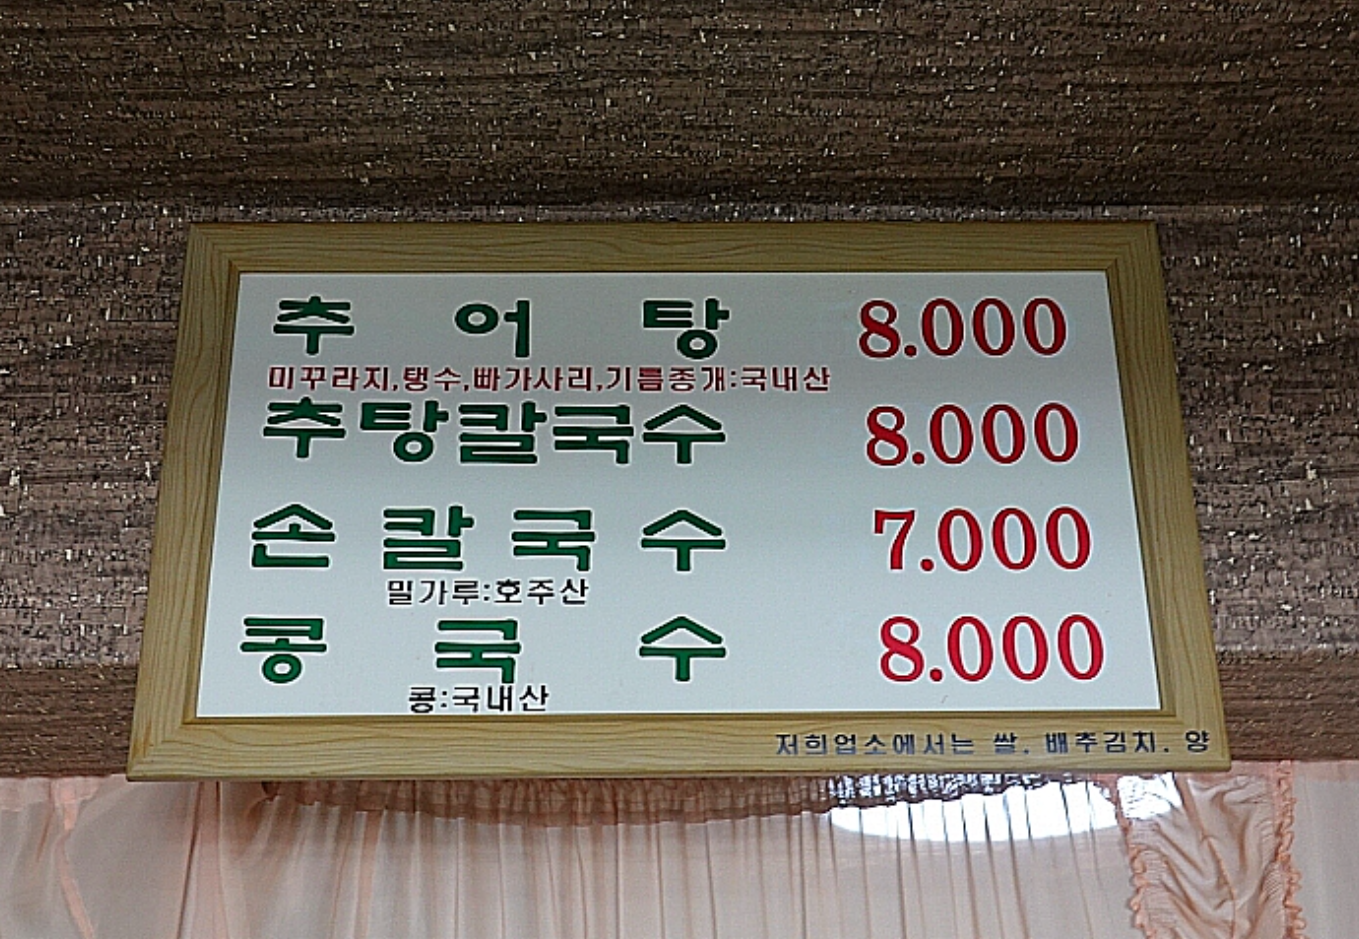 추어탕 8.000
미꾸라지,탱수,빠가사리,기름종개:국내산
추탕칼국수 8.000
손칼국수 7.000
밀가루:호주산
콩국수 8.000
콩:국내산
저희업소에서는 쌀. 배추김치. 양